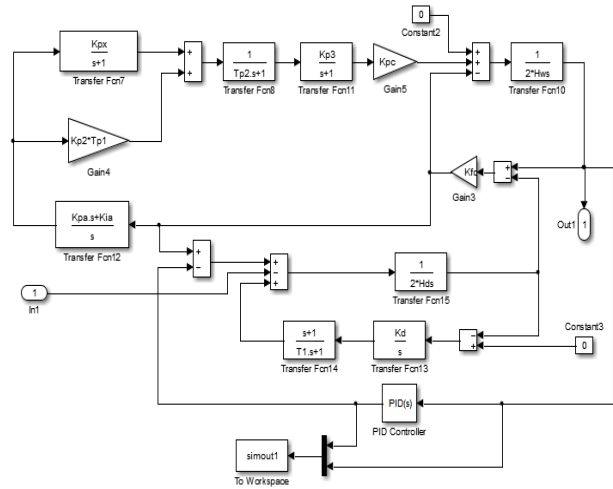 0
Constant2
Kpx
s+1
Transfer Fcn7
+
+
1
Tp2.s+1
Transfer Fcn8
Kp3
s+1
Transfer Fcn11
Kpc
Gain5
+
+
−
1
2*Hws
Transfer Fcn10
Kp2*Tp1
Gain4
Kfc
Gain3
+
−
1
Out1
Kpa.s+Kia
s
Transfer Fcn12
+
−
+
−
+
1
2*Hds
Transfer Fcn15
1
In1
s+1
T1.s+1
Transfer Fcn14
Kd
s
Transfer Fcn13
−
+
Constant3
0
PID(s)
PID Controller
simout1
To Workspace